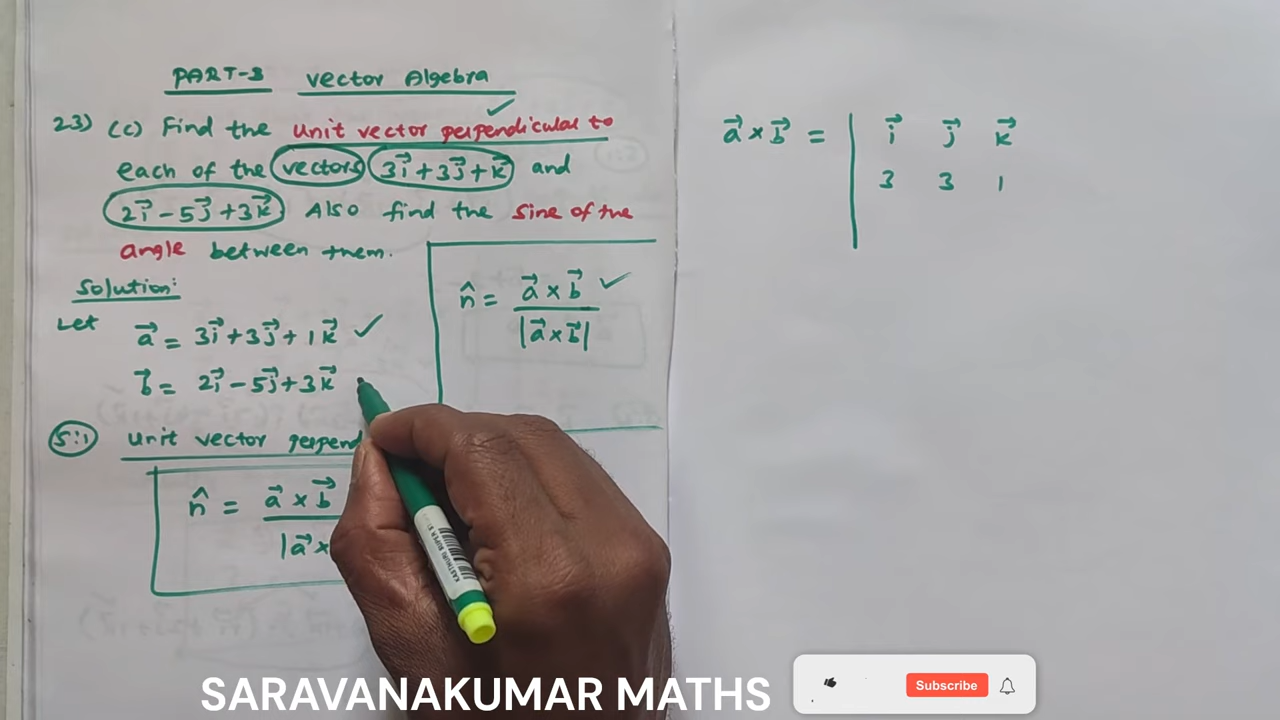 PART-B Vector Algebra
23) (c) Find the unit vector perpendicular to
each of the vectors 3i⃗+3j⃗+k⃗ and
2i⃗-5j⃗+3k⃗ Also find the sine of the
angle between them.
Solution:
Let a⃗ = 3i⃗+3j⃗+1k⃗ ✓
b⃗ = 2i⃗-5j⃗+3k⃗
n̂ = a⃗ × b⃗ ✓
|a⃗ × b⃗|
S:1 unit vector
n̂ = a⃗ × b⃗
a⃗ × b⃗ = | i⃗ j⃗ k⃗
3 3 1
SARAVANAKUMAR MATHS
Subscribe